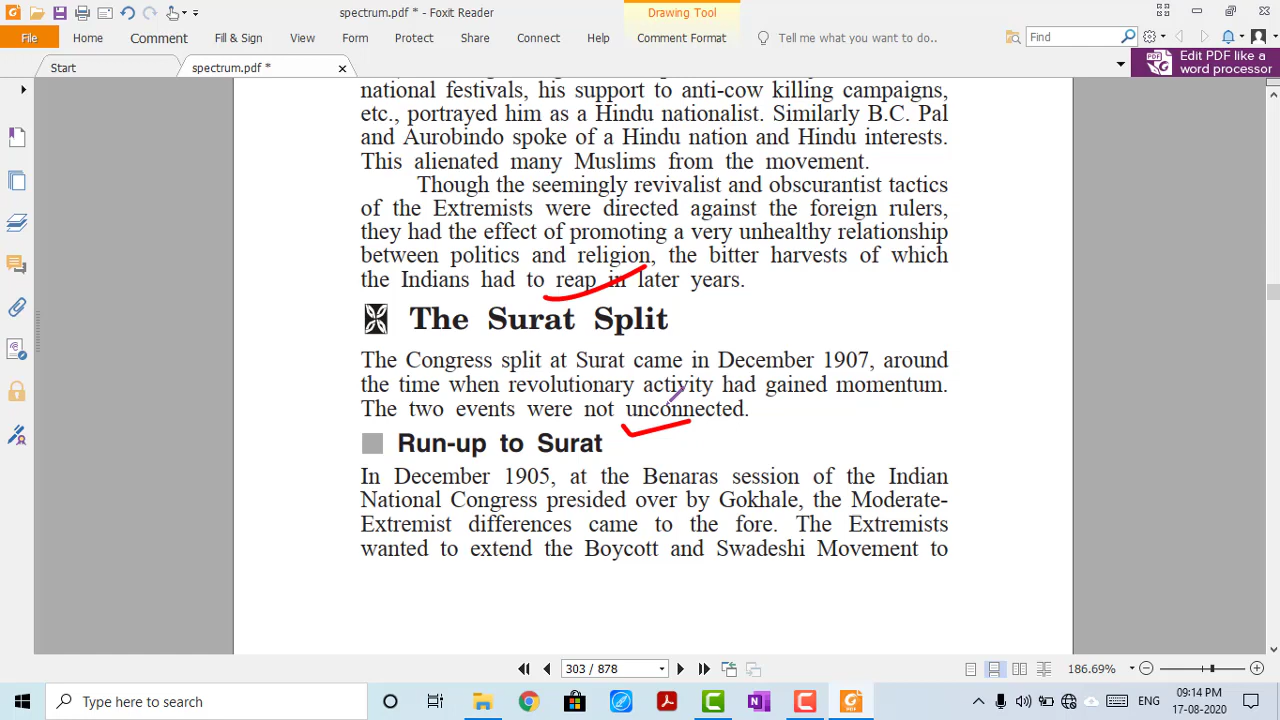 spectrum.pdf * - Foxit Reader
Drawing Tool
File Home Comment Fill & Sign View Form Protect Share Connect Help Comment Format Tell me what you want to do.. Find
Start spectrum.pdf * Edit PDF like a
word processor
national festivals, his support to anti-cow killing campaigns,
etc., portrayed him as a Hindu nationalist. Similarly B.C. Pal
and Aurobindo spoke of a Hindu nation and Hindu interests.
This alienated many Muslims from the movement.
Though the seemingly revivalist and obscurantist tactics
of the Extremists were directed against the foreign rulers,
they had the effect of promoting a very unhealthy relationship
between politics and religion, the bitter harvests of which
the Indians had to reap in later years.
The Surat Split
The Congress split at Surat came in December 1907, around
the time when revolutionary activity had gained momentum.
The two events were not unconnected.
Run-up to Surat
In December 1905, at the Benaras session of the Indian
National Congress presided over by Gokhale, the Moderate-
Extremist differences came to the fore. The Extremists
wanted to extend the Boycott and Swadeshi Movement to
303 / 878 186.69%
Type here to search ENG 09:14 PM
17-08-2020